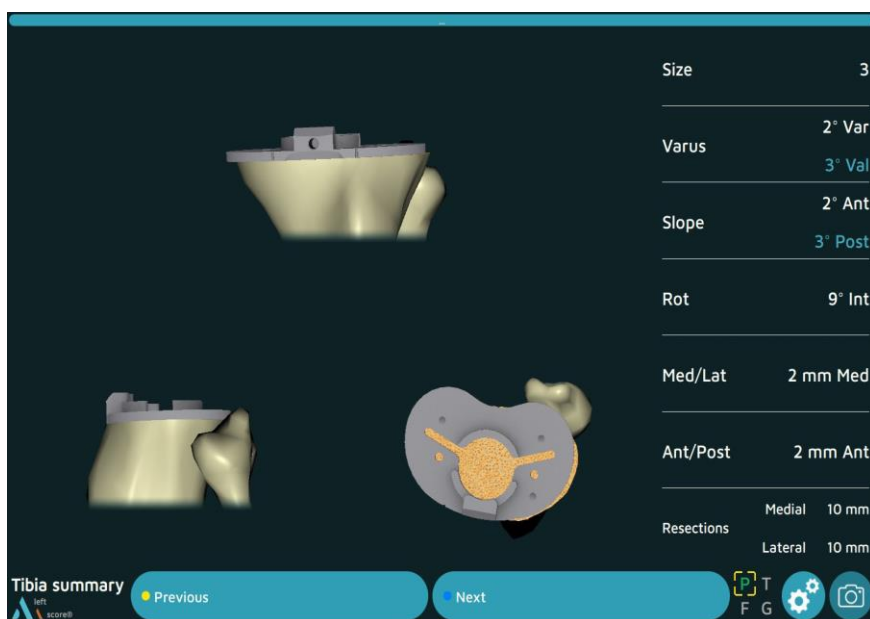 Size 3
Varus 2° Var
3° Val
Slope 2° Ant
3° Post
Rot 9° Int
Med/Lat 2 mm Med
Ant/Post 2 mm Ant
Resections Medial 10 mm
Lateral 10 mm
Tibia summary
left
score®
Previous
Next
P T
F G